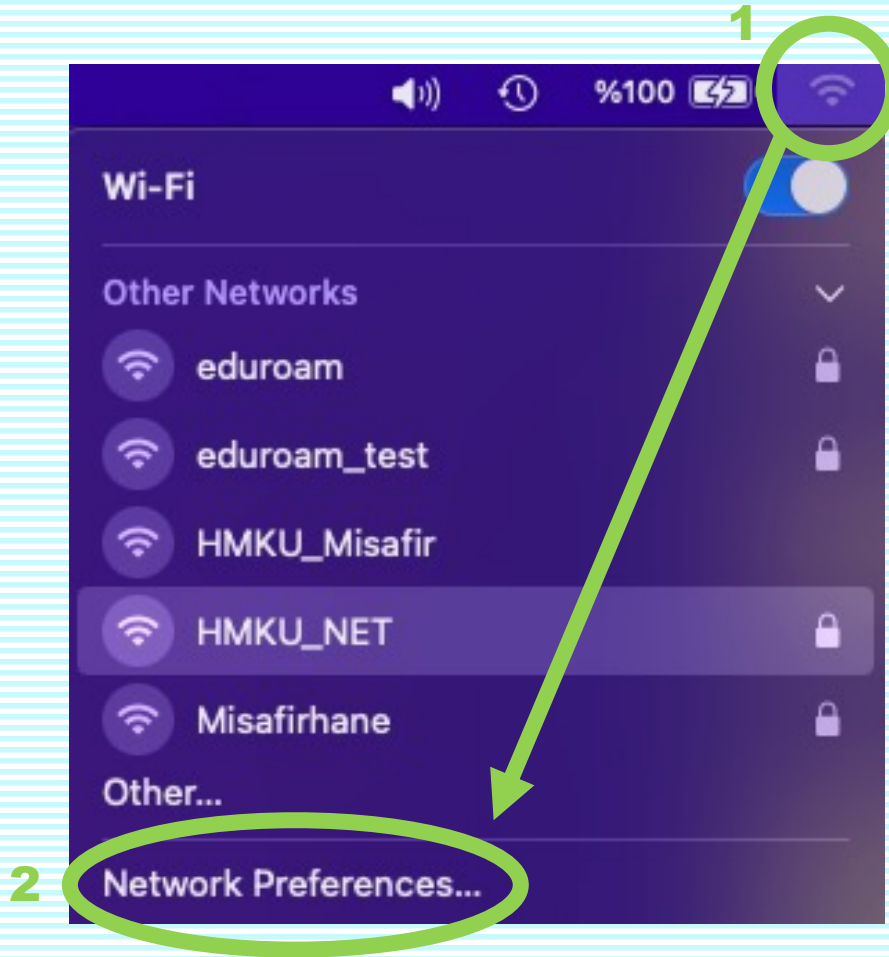 1
%100
Wi-Fi
Other Networks
eduroam
eduroam_test
HMKU_Misafir
HMKU_NET
Misafirhane
Other...
2 Network Preferences...